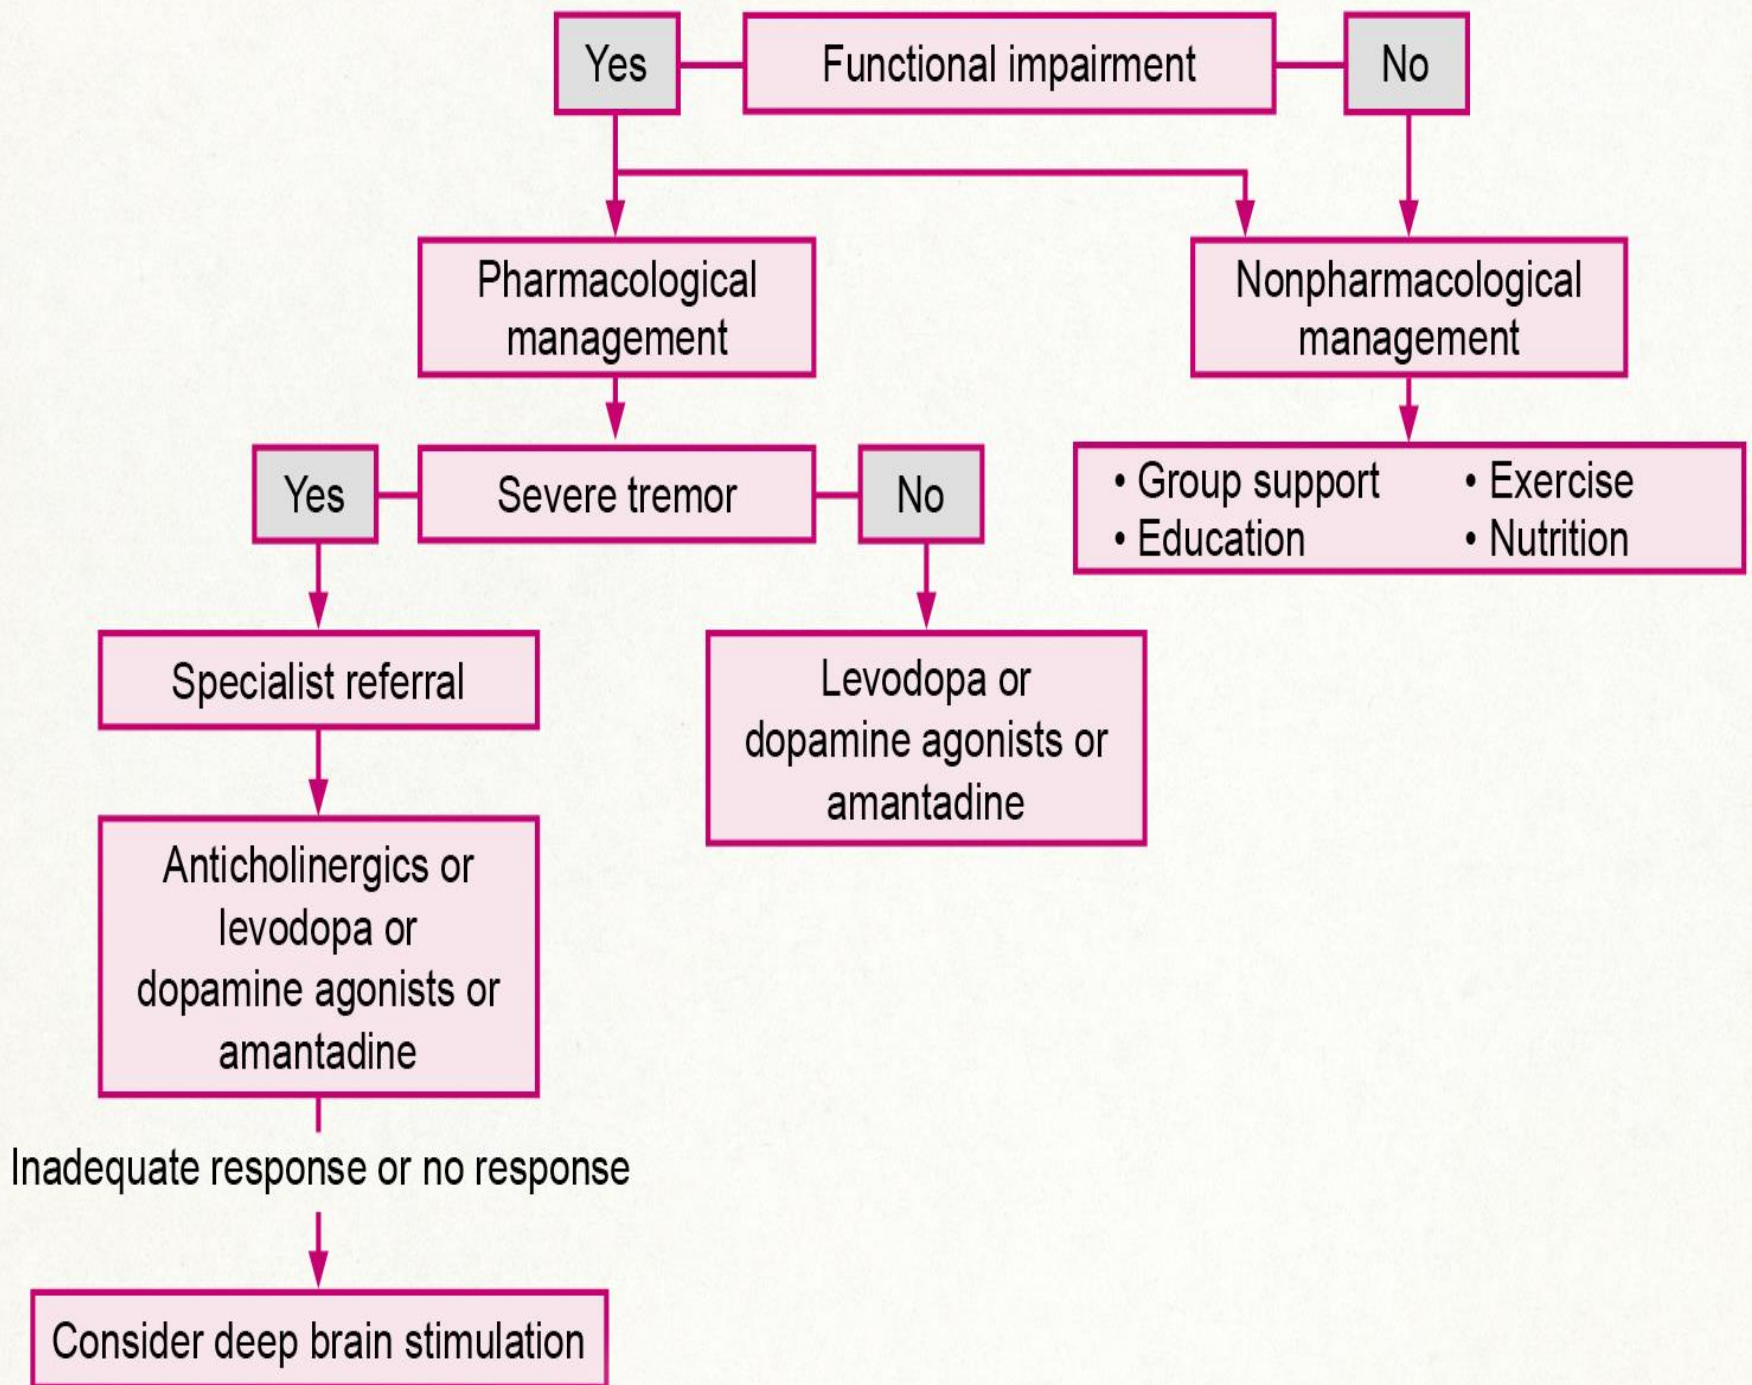 Yes
Functional impairment
No
Pharmacological
management
Nonpharmacological
management
Yes
Severe tremor
No
• Group support
• Exercise
• Education
• Nutrition
Specialist referral
Levodopa or
dopamine agonists or
amantadine
Anticholinergics or
levodopa or
dopamine agonists or
amantadine
Inadequate response or no response
Consider deep brain stimulation